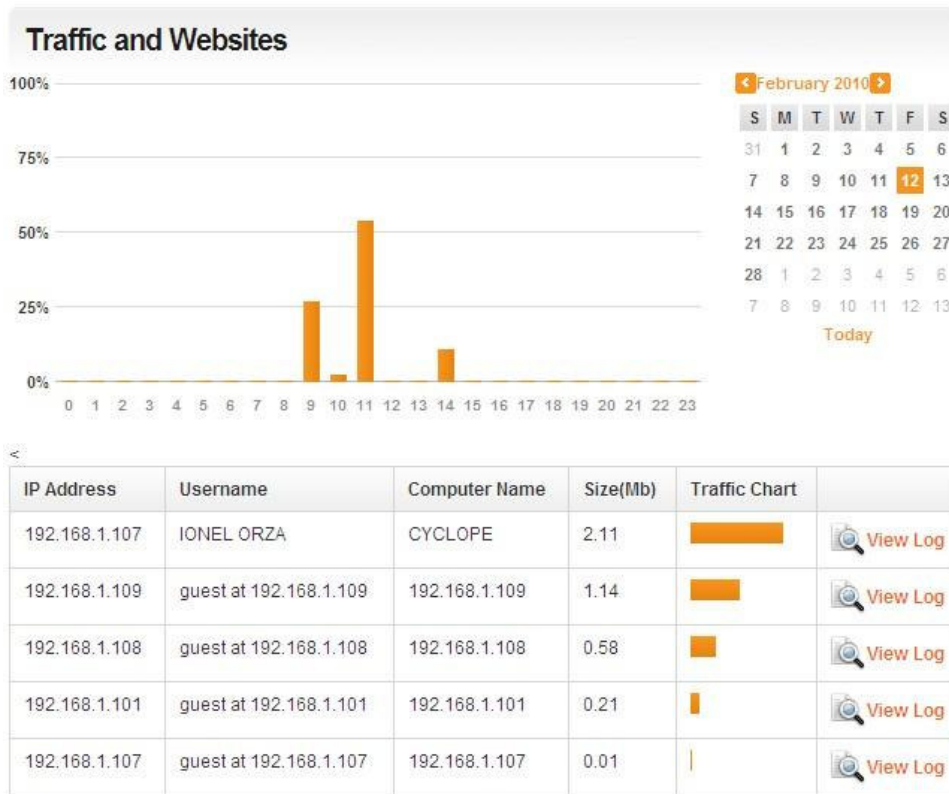 Traffic and Websites
100%
75%
50%
25%
0%
0 1 2 3 4 5 6 7 8 9 10 11 12 13 14 15 16 17 18 19 20 21 22 23
< February 2010 >
S M T W T F S
31 1 2 3 4 5 6
7 8 9 10 11 12 13
14 15 16 17 18 19 20
21 22 23 24 25 26 27
28 1 2 3 4 5 6
7 8 9 10 11 12 13
Today
<
IP Address Username Computer Name Size(Mb) Traffic Chart
192.168.1.107 IONEL ORZA CYCLOPE 2.11 View Log
192.168.1.109 guest at 192.168.1.109 192.168.1.109 1.14 View Log
192.168.1.108 guest at 192.168.1.108 192.168.1.108 0.58 View Log
192.168.1.101 guest at 192.168.1.101 192.168.1.101 0.21 View Log
192.168.1.107 guest at 192.168.1.107 192.168.1.107 0.01 View Log